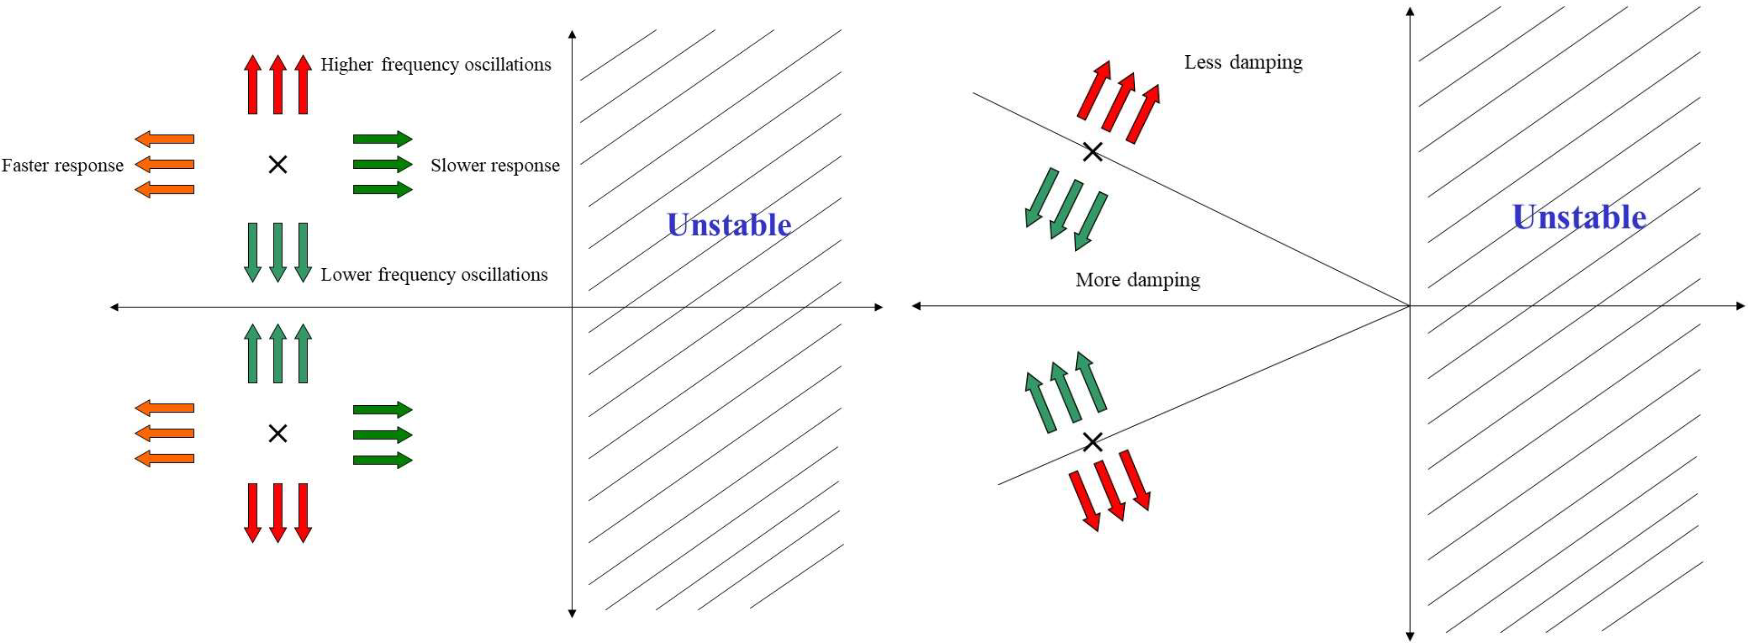 Higher frequency oscillations
Faster response
Slower response
Unstable
Lower frequency oscillations
Less damping
Unstable
More damping